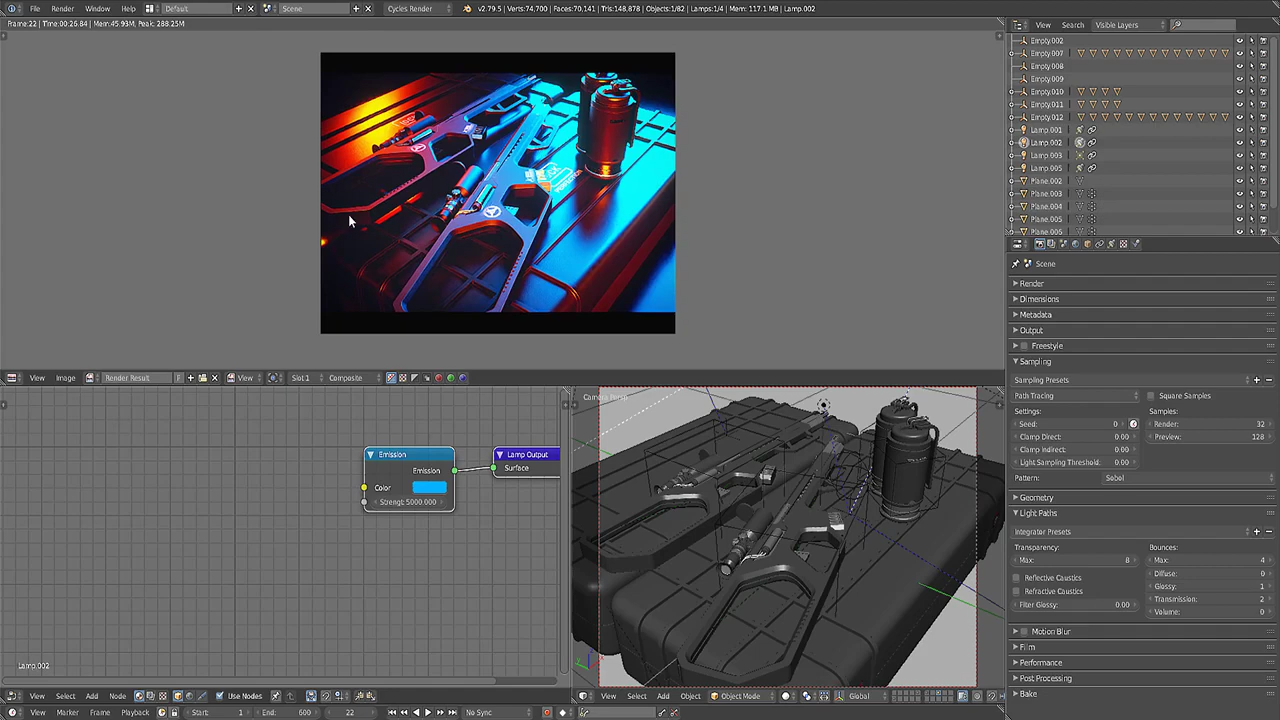 File Render Window Help Default Scene Cycles Render v2.79.5 | Verts:74,700 | Faces:70,141 | Tris:148,878 | Objects:1/82 | Lamps:1/4 | Mem: 117.1 MB | Lamp.002
Frame:22 | Time:00:26.84 | Mem:45.93M, Peak: 288.25M
View Search Visible Layers
Empty.002
Empty.007
Empty.008
Empty.009
Empty.010
Empty.011
Empty.012
Lamp.001
Lamp.002
Lamp.003
Lamp.005
Plane.002
Plane.003
Plane.004
Plane.005
Plane.006
Scene
Render
Dimensions
Metadata
Output
Freestyle
Sampling
Sampling Presets
Path Tracing Square Samples
Settings: Samples:
Seed: 0 Render: 32
Clamp Direct: 0.00 Preview: 128
Clamp Indirect: 0.00
Light Sampling Threshold: 0.00
Pattern: Sobol
Geometry
Light Paths
Integrator Presets
Transparency: Bounces:
Max: 8 Max: 4
Reflective Caustics Diffuse: 0
Refractive Caustics Glossy: 1
Filter Glossy: 0.00 Transmission: 2
Volume: 0
Motion Blur
Film
Performance
Post Processing
Bake
View Image Render Result F View Slot 1 Composite
Emission
Emission
Color
Strengt: 5000.000
Lamp Output
Surface
Lamp.002
Camera Persp
View Select Add Node Use Nodes
View Select Add Object Object Mode Global
View Marker Frame Playback Start: 1 End: 600 22 No Sync